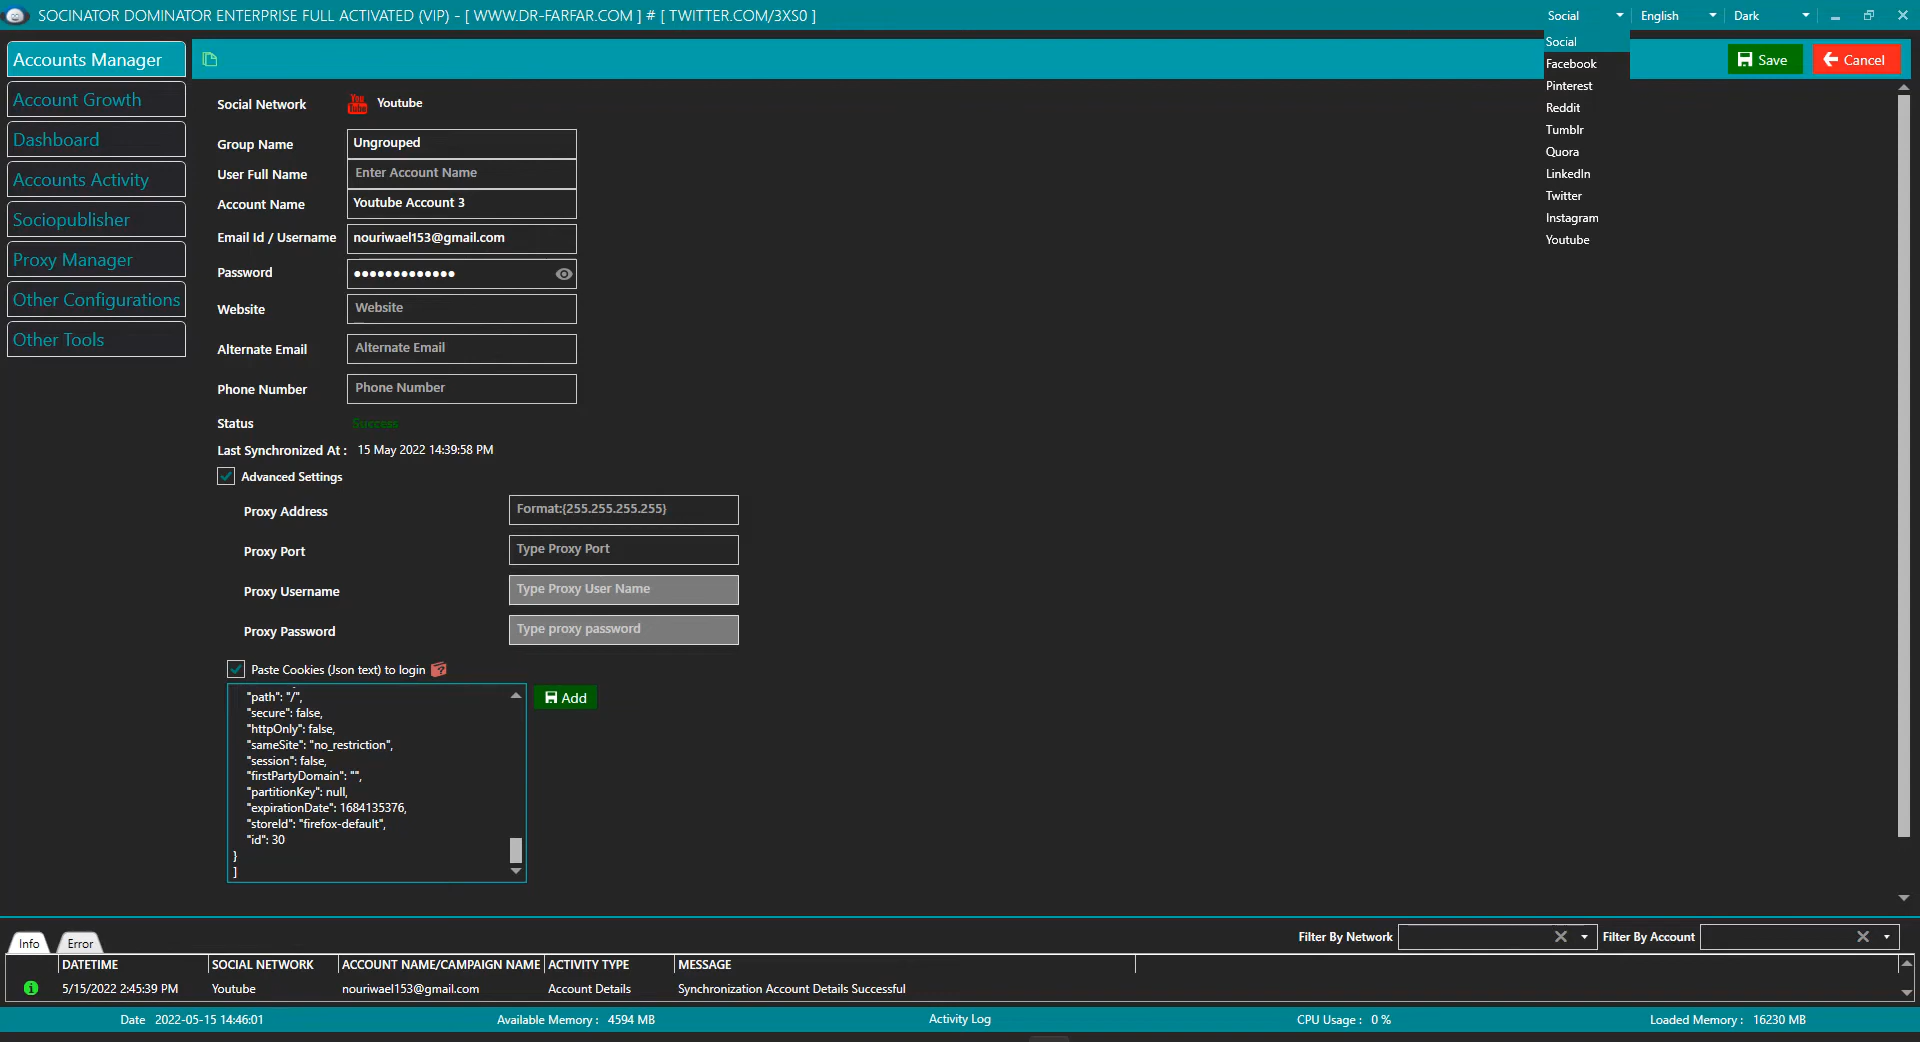 SOCINATOR DOMINATOR ENTERPRISE FULL ACTIVATED (VIP) - [ WWW.DR-FARFAR.COM ] # [ TWITTER.COM/3XS0 ]
Social
English
Dark
Social
Facebook
Pinterest
Reddit
Tumblr
Quora
LinkedIn
Twitter
Instagram
Youtube
Save
Cancel
Accounts Manager
Account Growth
Dashboard
Accounts Activity
Sociopublisher
Proxy Manager
Other Configurations
Other Tools
Social Network You Tube Youtube
Group Name Ungrouped
User Full Name Enter Account Name
Account Name Youtube Account 3
Email Id / Username nouriwael153@gmail.com
Password ●●●●●●●●●●●●●
Website Website
Alternate Email Alternate Email
Phone Number Phone Number
Status Success
Last Synchronized At : 15 May 2022 14:39:58 PM
Advanced Settings
Proxy Address Format:{255.255.255.255}
Proxy Port Type Proxy Port
Proxy Username Type Proxy User Name
Proxy Password Type proxy password
Paste Cookies (Json text) to login ?
"path": "/",
"secure": false,
"httpOnly": false,
"sameSite": "no_restriction",
"session": false,
"firstPartyDomain": "",
"partitionKey": null,
"expirationDate": 1684135376,
"storeId": "firefox-default",
"id": 30
}
]
Add
Info Error
Filter By Network
Filter By Account
DATETIME SOCIAL NETWORK ACCOUNT NAME/CAMPAIGN NAME ACTIVITY TYPE MESSAGE
5/15/2022 2:45:39 PM Youtube nouriwael153@gmail.com Account Details Synchronization Account Details Successful
Date 2022-05-15 14:46:01 Available Memory : 4594 MB Activity Log CPU Usage : 0 % Loaded Memory : 16230 MB